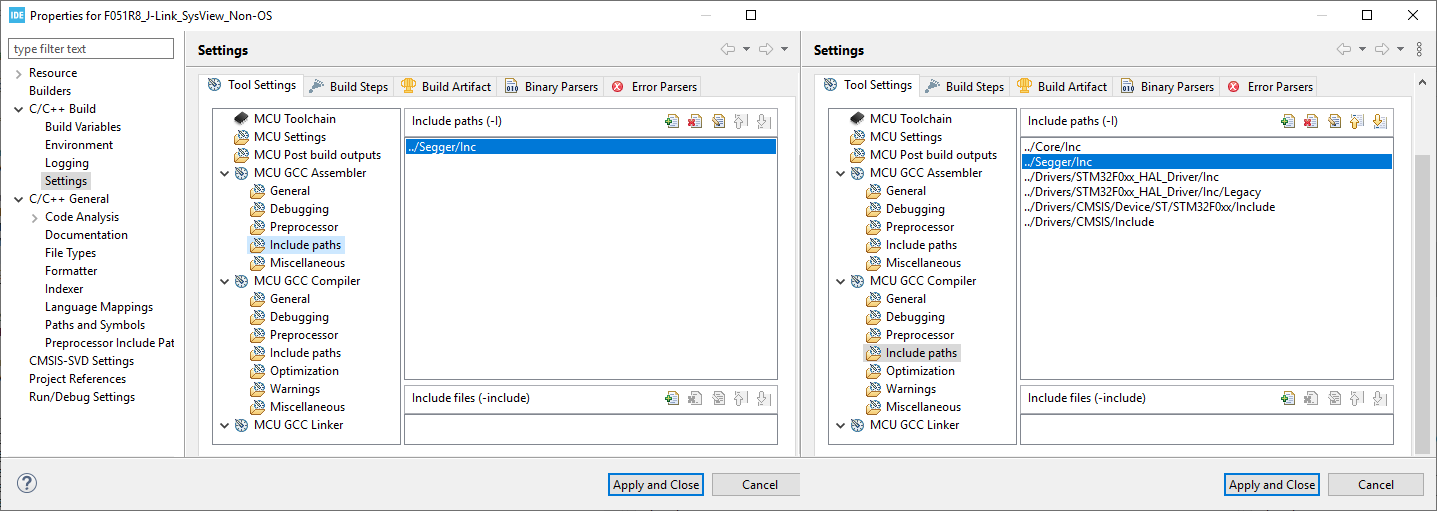 IDE Properties for F051R8_J-Link_SysView_Non-OS
type filter text
Resource
Builders
C/C++ Build
Build Variables
Environment
Logging
Settings
C/C++ General
Code Analysis
Documentation
File Types
Formatter
Indexer
Language Mappings
Paths and Symbols
Preprocessor Include Pat
CMSIS-SVD Settings
Project References
Run/Debug Settings
Settings
Tool Settings Build Steps Build Artifact Binary Parsers Error Parsers
MCU Toolchain
MCU Settings
MCU Post build outputs
MCU GCC Assembler
General
Debugging
Preprocessor
Include paths
Miscellaneous
MCU GCC Compiler
General
Debugging
Preprocessor
Include paths
Optimization
Warnings
Miscellaneous
MCU GCC Linker
Include paths (-I)
../Segger/Inc
Include files (-include)
Apply and Close Cancel
Settings
Tool Settings Build Steps Build Artifact Binary Parsers Error Parsers
MCU Toolchain
MCU Settings
MCU Post build outputs
MCU GCC Assembler
General
Debugging
Preprocessor
Include paths
Miscellaneous
MCU GCC Compiler
General
Debugging
Preprocessor
Include paths
Optimization
Warnings
Miscellaneous
MCU GCC Linker
Include paths (-I)
../Core/Inc
../Segger/Inc
../Drivers/STM32F0xx_HAL_Driver/Inc
../Drivers/STM32F0xx_HAL_Driver/Inc/Legacy
../Drivers/CMSIS/Device/ST/STM32F0xx/Include
../Drivers/CMSIS/Include
Include files (-include)
Apply and Close Cancel